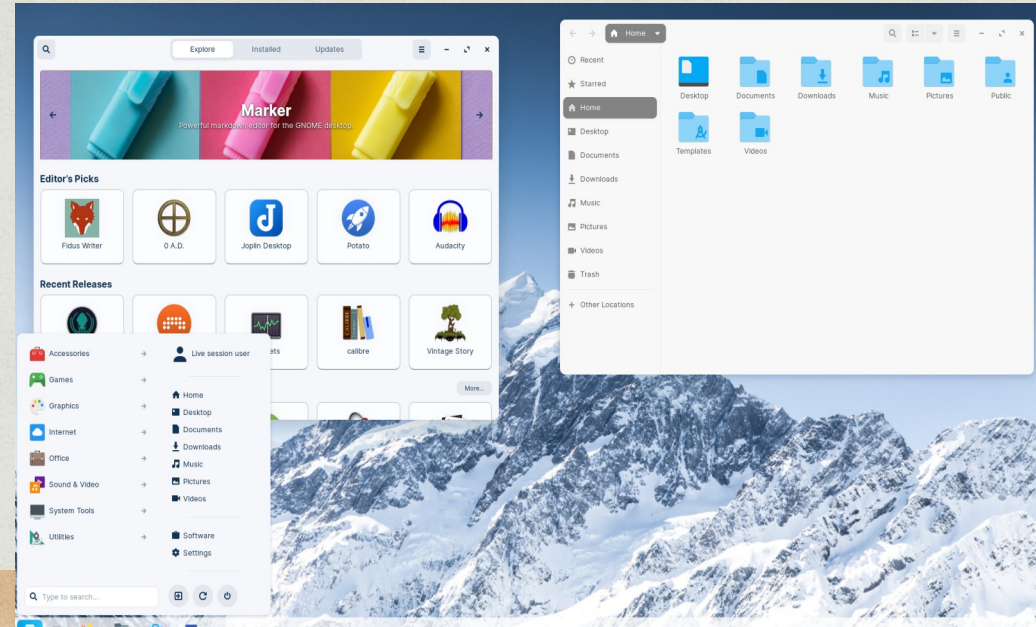 Explore Installed Updates
Marker
Powerful markdown editor for the GNOME desktop.
Editor's Picks
Fidus Writer
0 A.D.
Joplin Desktop
Potato
Audacity
Recent Releases
calibre
Vintage Story
More...
Accessories
Games
Graphics
Internet
Office
Sound & Video
System Tools
Utilities
Type to search...
Live session user
Home
Desktop
Documents
Downloads
Music
Pictures
Videos
Software
Settings
Home
Recent
Starred
Home
Desktop
Documents
Downloads
Music
Pictures
Videos
Trash
Other Locations
Desktop Documents Downloads Music Pictures Public
Templates Videos